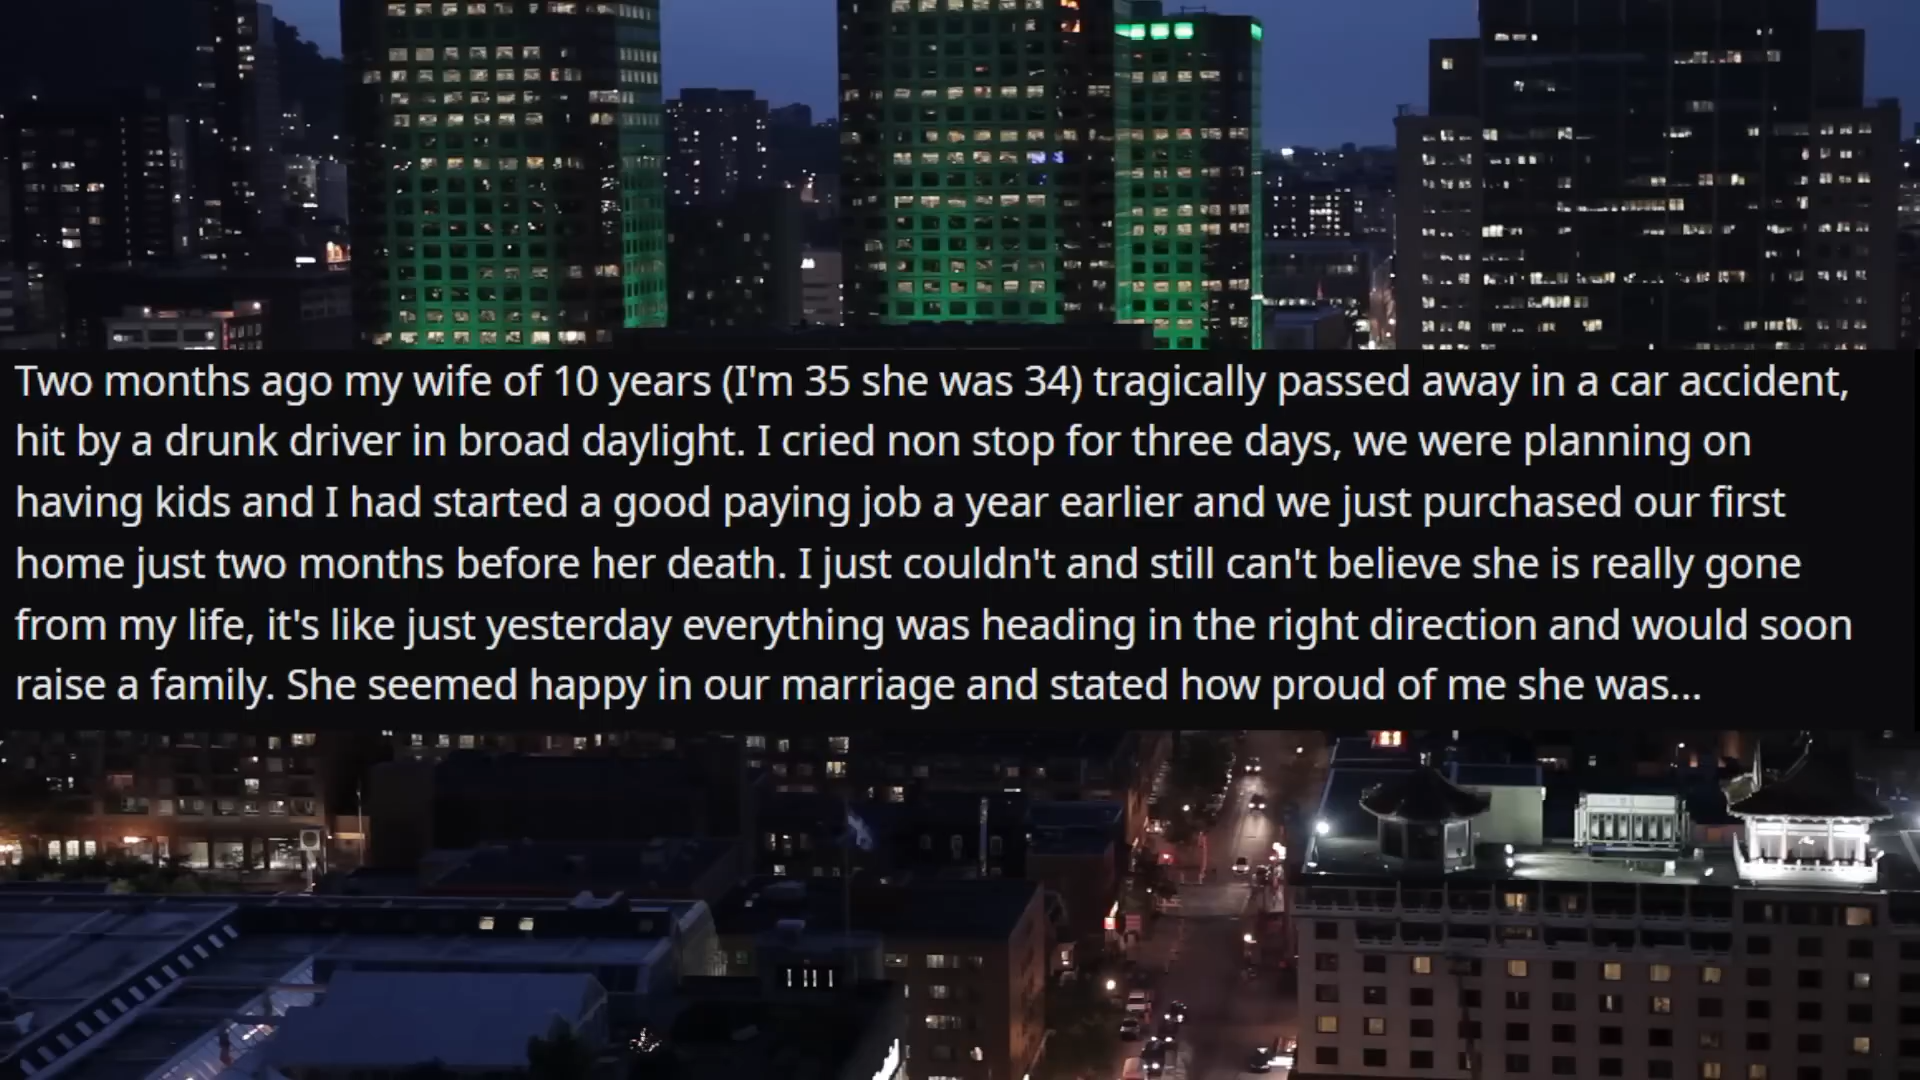 Two months ago my wife of 10 years (I'm 35 she was 34) tragically passed away in a car accident,
hit by a drunk driver in broad daylight. I cried non stop for three days, we were planning on
having kids and I had started a good paying job a year earlier and we just purchased our first
home just two months before her death. I just couldn't and still can't believe she is really gone
from my life, it's like just yesterday everything was heading in the right direction and would soon
raise a family. She seemed happy in our marriage and stated how proud of me she was...